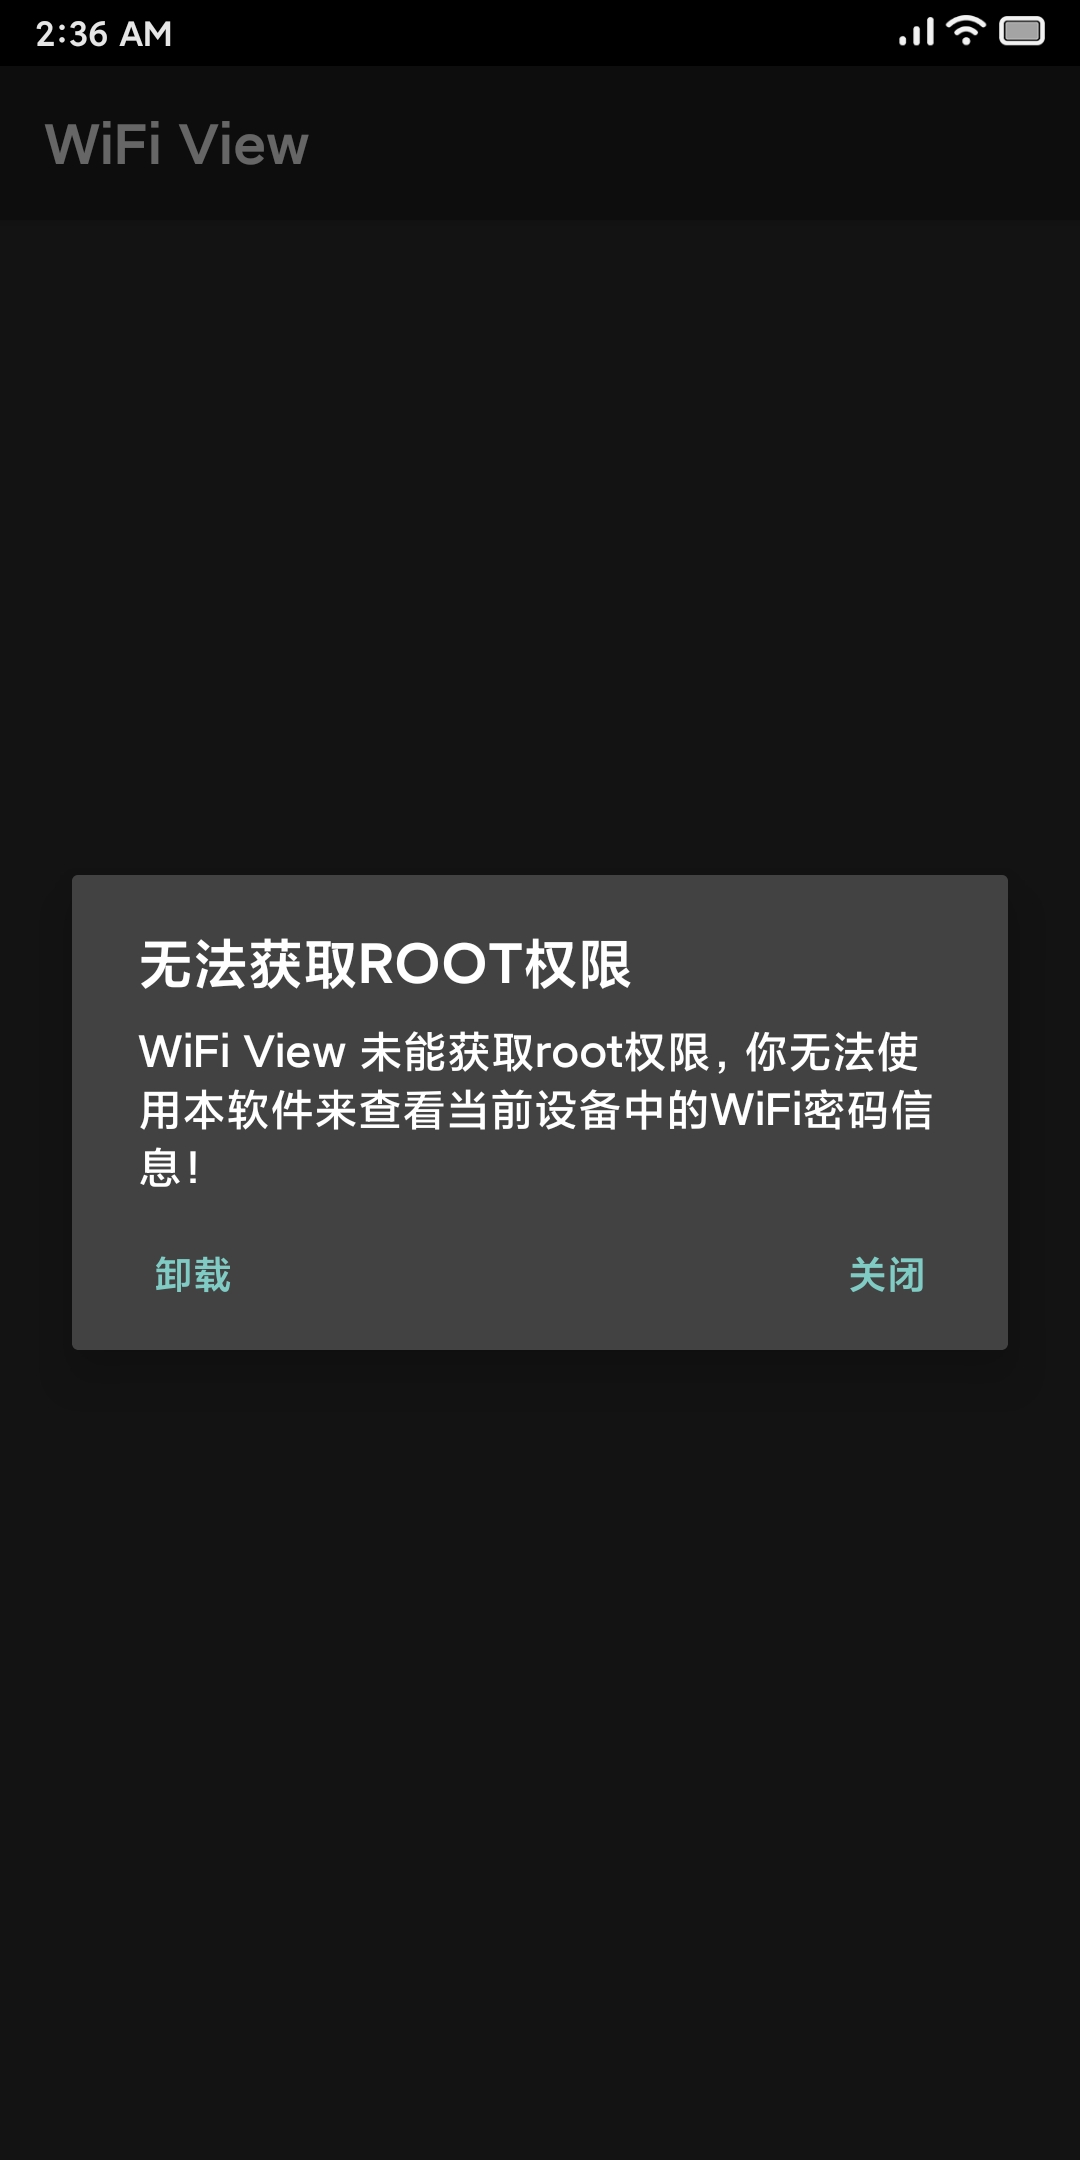 2:36 AM
WiFi View
无法获取ROOT权限
WiFi View 未能获取root权限，你无法使
用本软件来查看当前设备中的WiFi密码信
息！
卸载
关闭